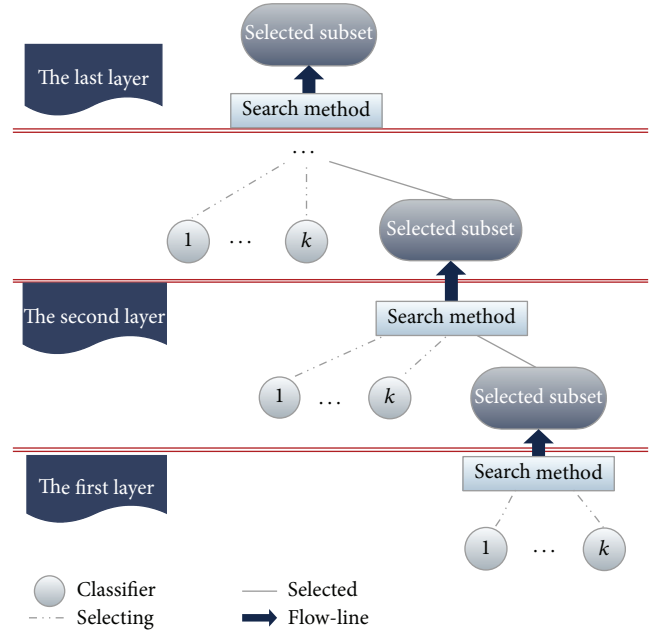 Selected subset
The last layer
Search method
...
1 ... k
Selected subset
The second layer
Search method
1 ... k
Selected subset
The first layer
Search method
1 ... k
Classifier
Selected
Selecting
Flow-line